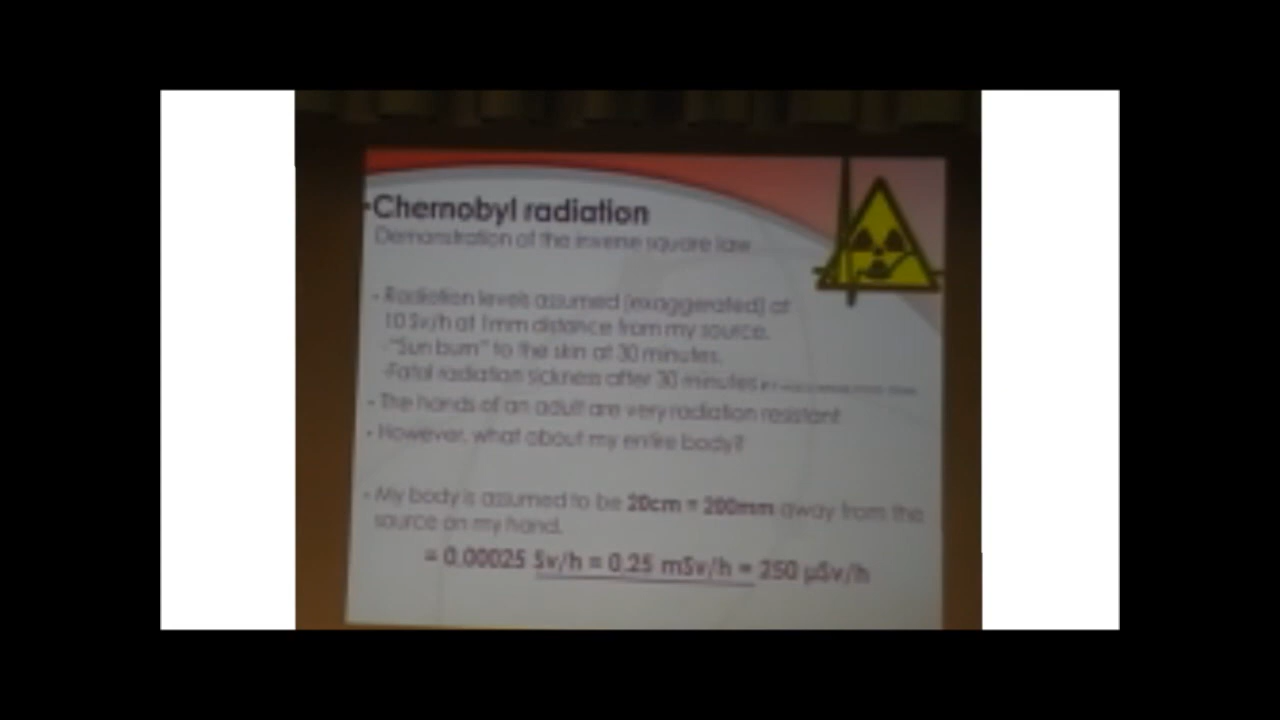 Chernobyl radiation
Demonstration of the inverse square law
- Radiation levels assumed (exaggerated) at
10 Sv/h at 1mm distance from my source.
-"Sun burn" to the skin at 30 minutes.
-Fatal radiation sickness after 30 minutes
- The hands of an adult are very radiation resistant
- However, what about my entire body?
- My body is assumed to be 20cm = 200mm away from the
source on my hand.
= 0.00025 Sv/h = 0.25 mSv/h = 250 µSv/h